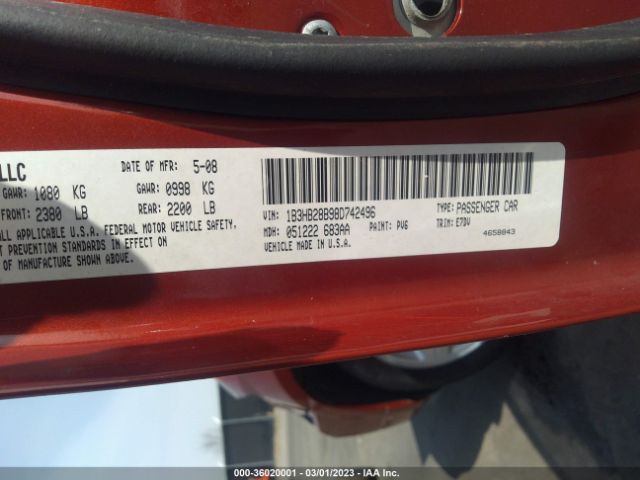 LLC DATE OF MFR: 5-08
GAWR: 1080 KG GAWR: 0998 KG
FRONT: 2380 LB REAR: 2200 LB
ALL APPLICABLE U.S.A. FEDERAL MOTOR VEHICLE SAFETY,
PREVENTION STANDARDS IN EFFECT ON
OF MANUFACTURE SHOWN ABOVE.
VIN: 1B3HB28B98D742496 TYPE: PASSENGER CAR
MDH: 051222 683AA PAINT: PVG TRIM: E7DV
VEHICLE MADE IN U.S.A. 4658843
000-36020001 - 03/01/2023 - IAA Inc.